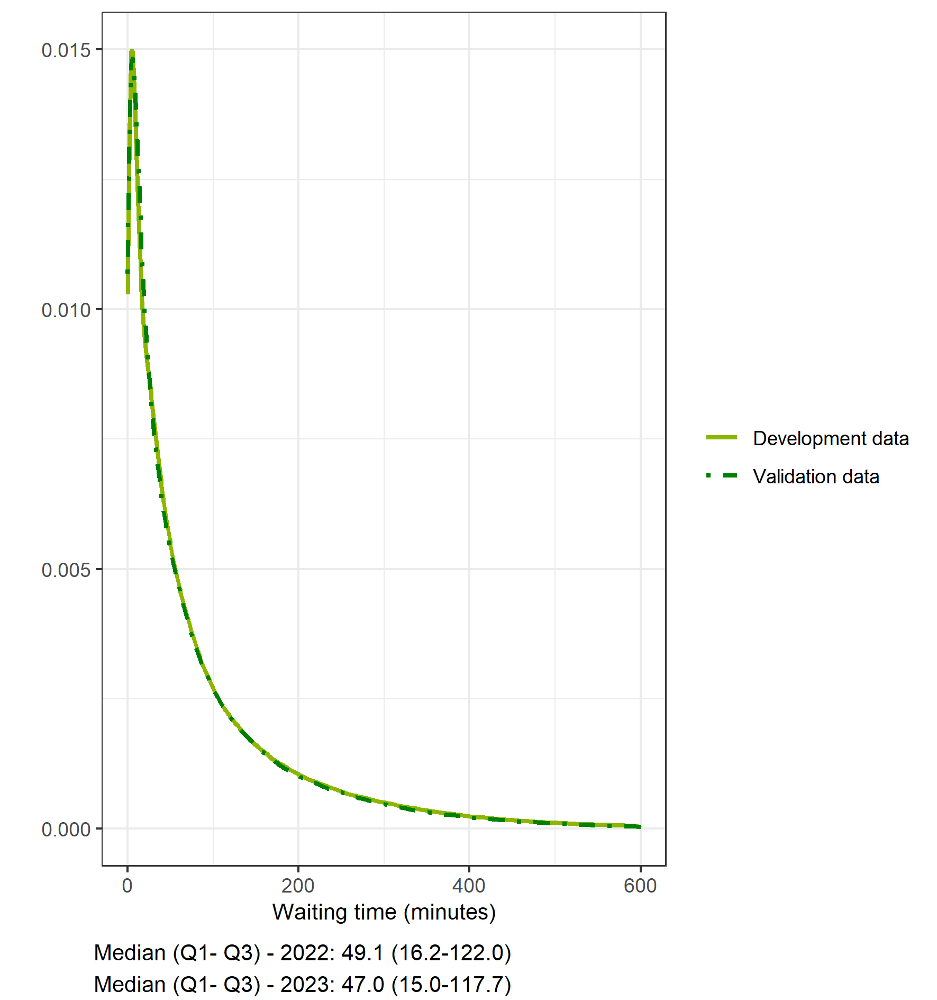 0.015
0.010
0.005
0.000
0 200 400 600
Waiting time (minutes)
Development data
Validation data
Median (Q1- Q3) - 2022: 49.1 (16.2-122.0)
Median (Q1- Q3) - 2023: 47.0 (15.0-117.7)